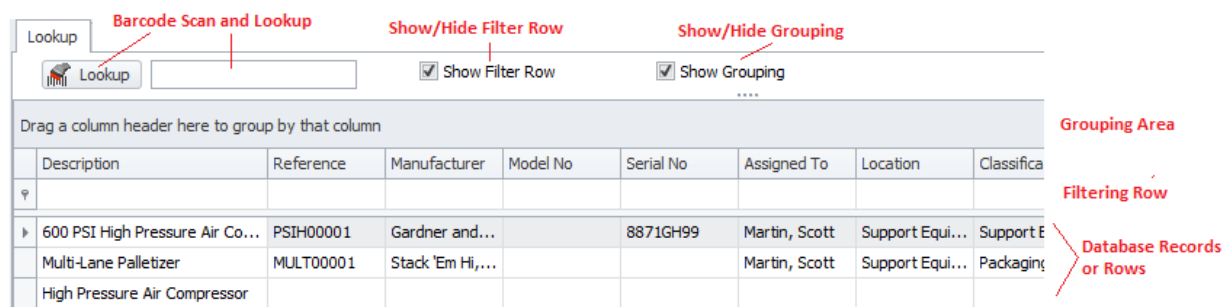 Barcode Scan and Lookup
Show/Hide Filter Row
Show/Hide Grouping
Lookup
Lookup
Show Filter Row
Show Grouping
Drag a column header here to group by that column
Grouping Area
Description Reference Manufacturer Model No Serial No Assigned To Location Classifica
Filtering Row
600 PSI High Pressure Air Co... PSIH00001 Gardner and... 8871GH99 Martin, Scott Support Equi... Support E
Multi-Lane Palletizer MULT00001 Stack 'Em Hi,... Martin, Scott Support Equi... Packaging
High Pressure Air Compressor
Database Records
or Rows